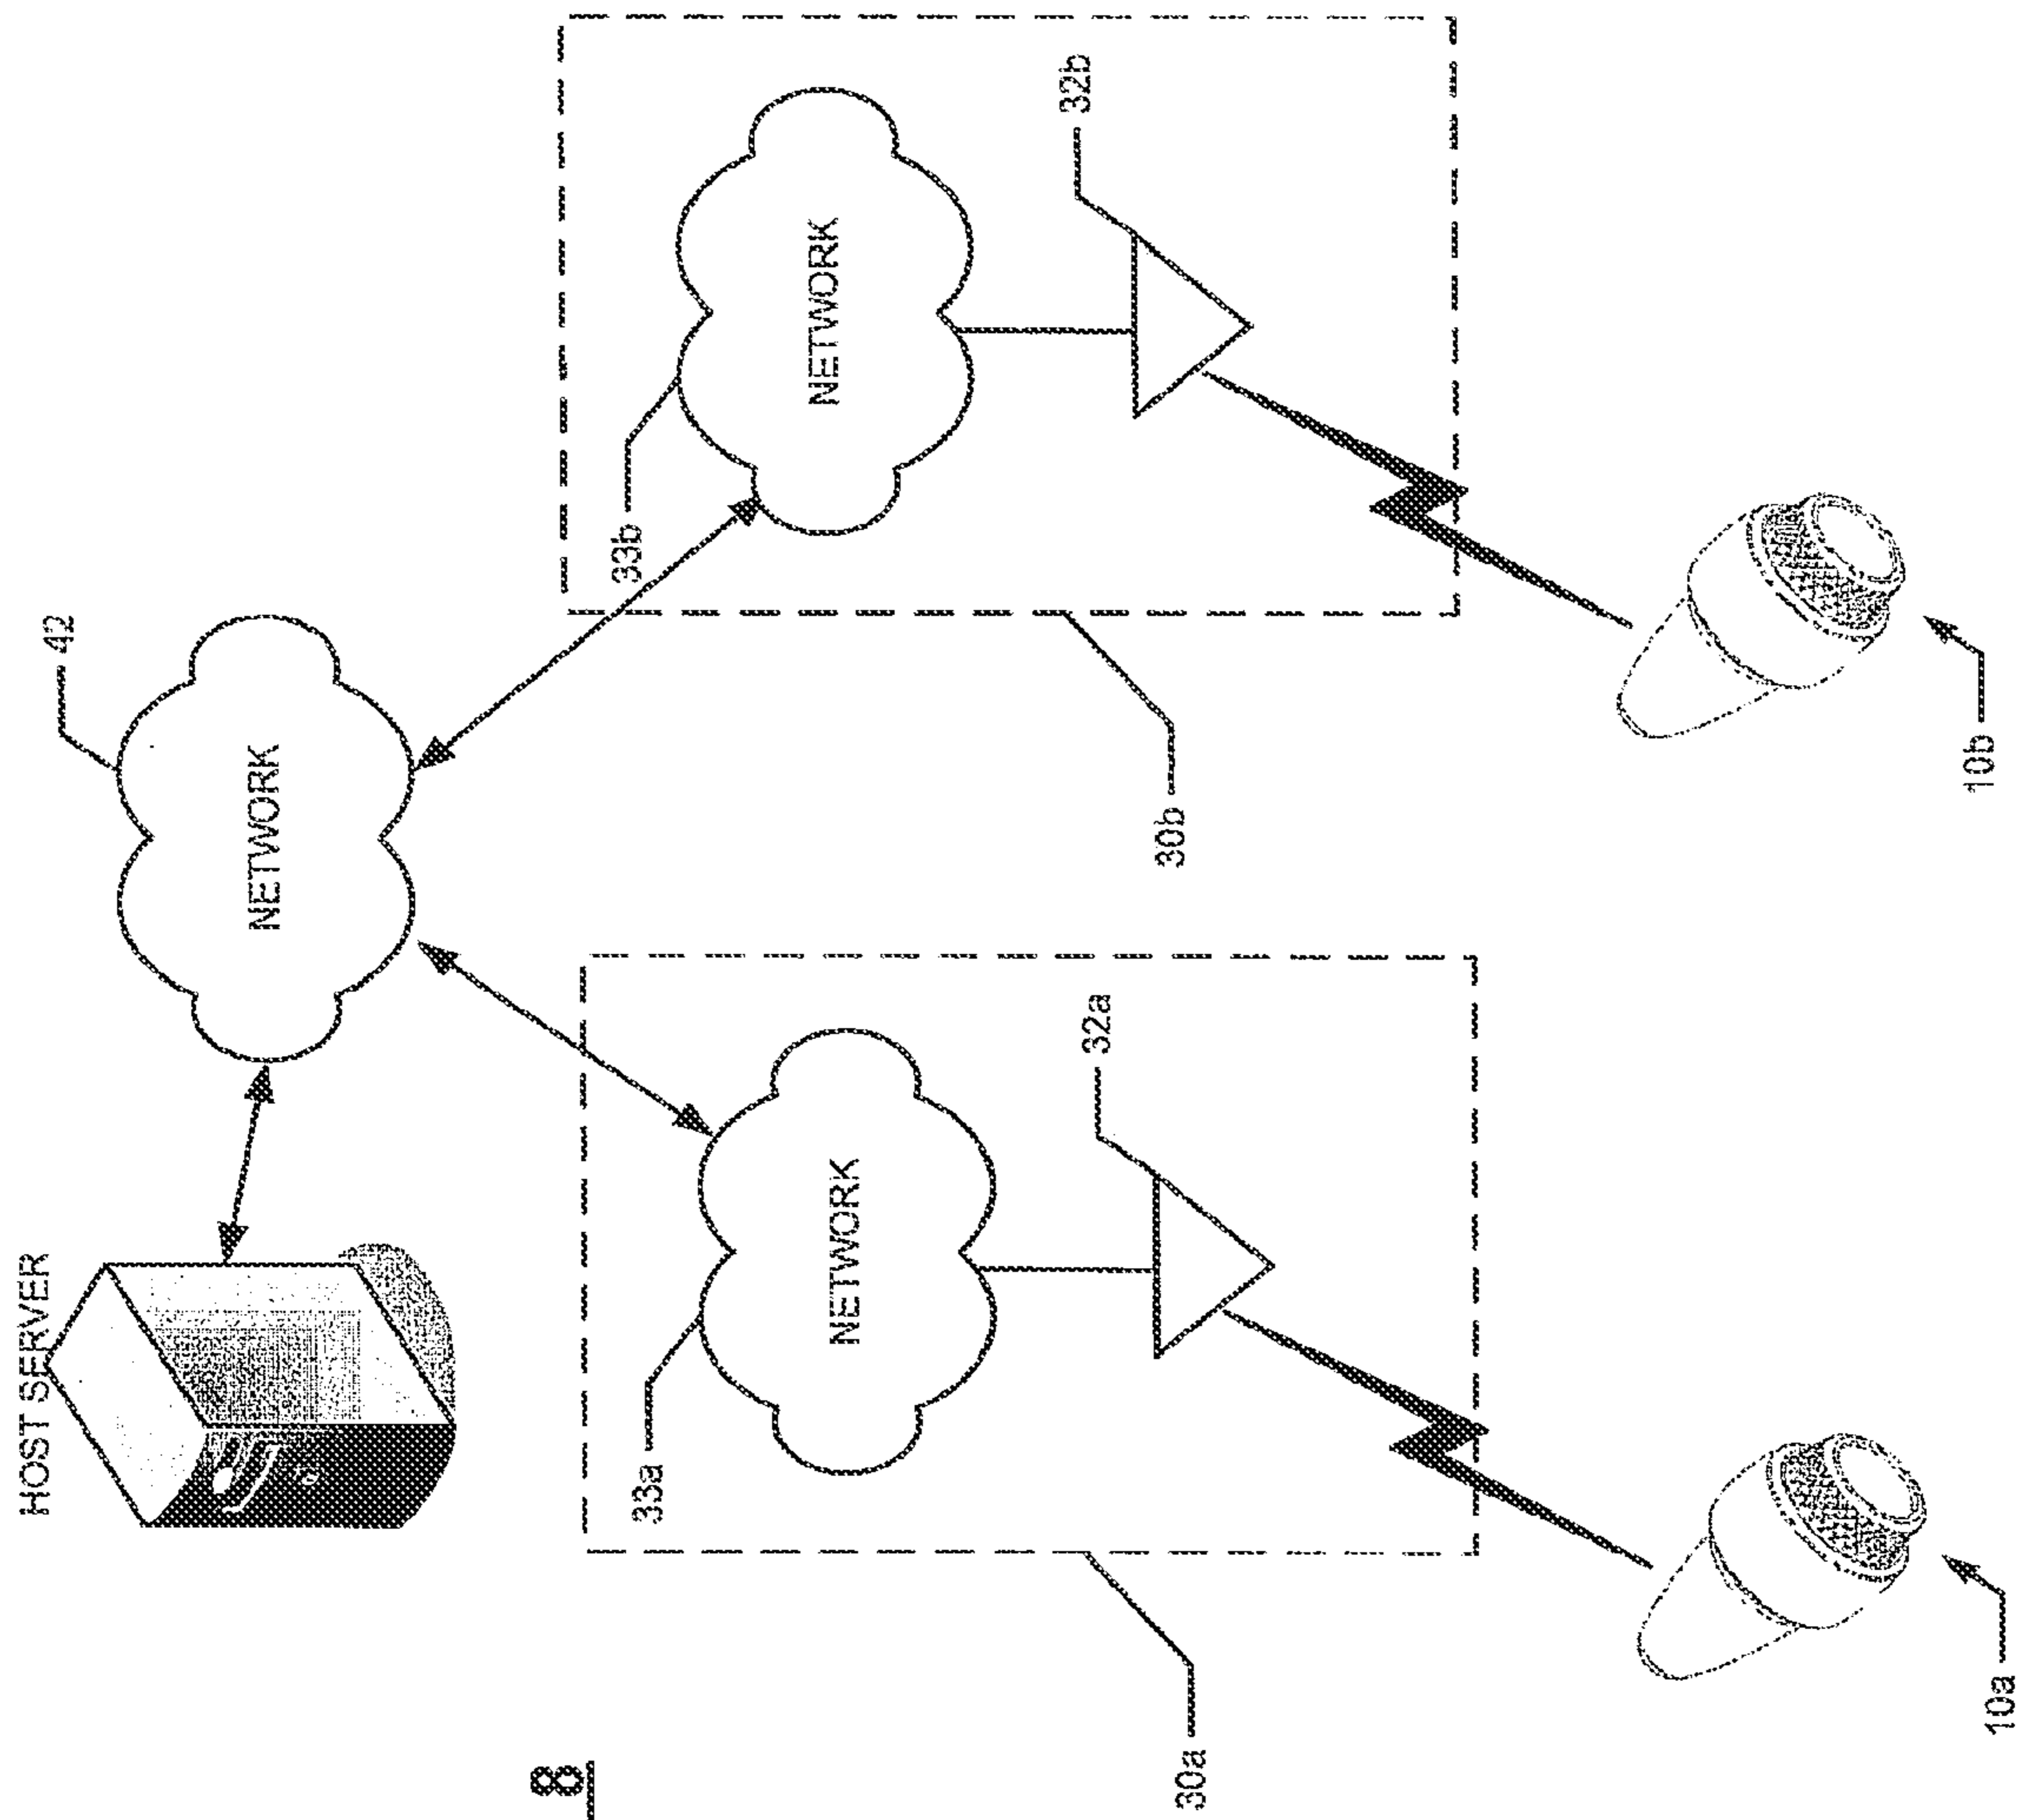 HOST SERVER
NETWORK
42
33a
NETWORK
32a
30a
10a
33b
NETWORK
32b
30b
10b
8